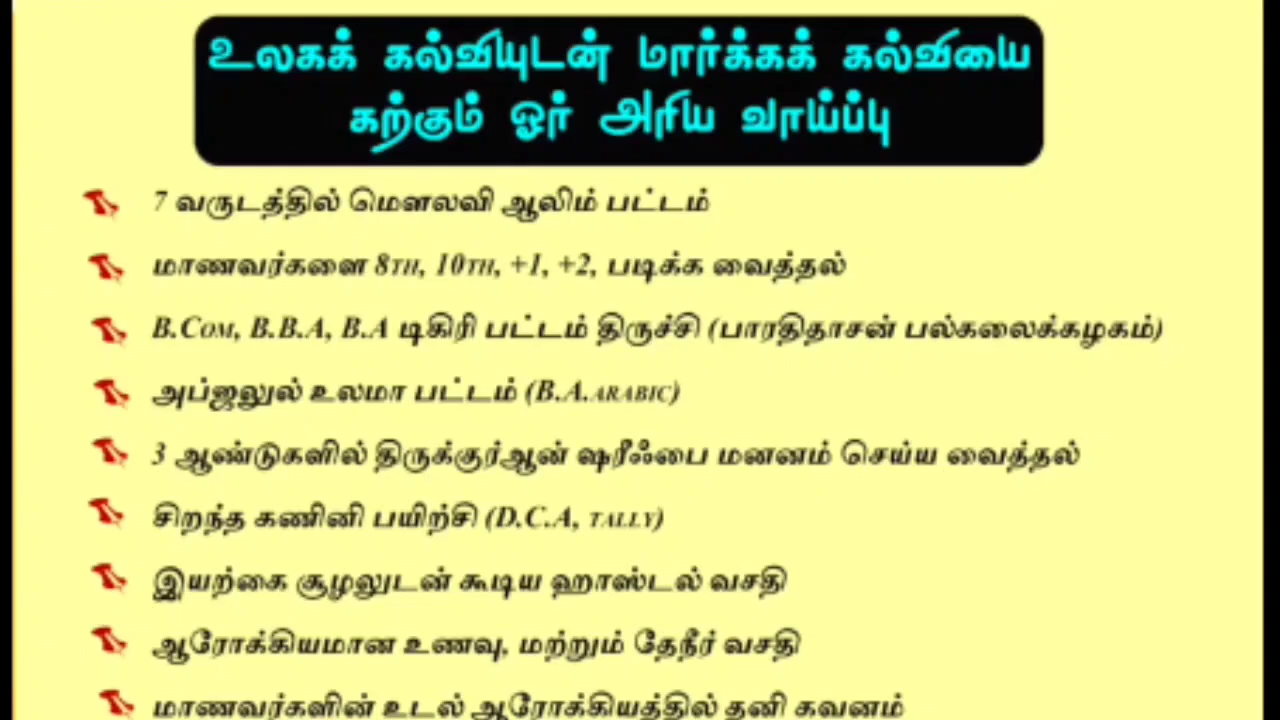 உலகக் கல்வியுடன் மார்க்கக் கல்வியை
கற்கும் ஓர் அரிய வாய்ப்பு
7 வருடத்தில் மௌலவி ஆலிம் பட்டம்
மாணவர்களை 8TH, 10TH, +1, +2, படிக்க வைத்தல்
B.COM, B.B.A, B.A டிகிரி பட்டம் திருச்சி (பாரதிதாசன் பல்கலைக்கழகம்)
அப்ஜலுல் உலமா பட்டம் (B.A.ARABIC)
3 ஆண்டுகளில் திருக்குர்ஆன் ஷரீஃபை மனனம் செய்ய வைத்தல்
சிறந்த கணினி பயிற்சி (D.C.A, TALLY)
இயற்கை சூழலுடன் கூடிய ஹாஸ்டல் வசதி
ஆரோக்கியமான உணவு, மற்றும் தேநீர் வசதி
மாணவர்களின் உடல் ஆரோக்கியத்தில் தனி கவனம்